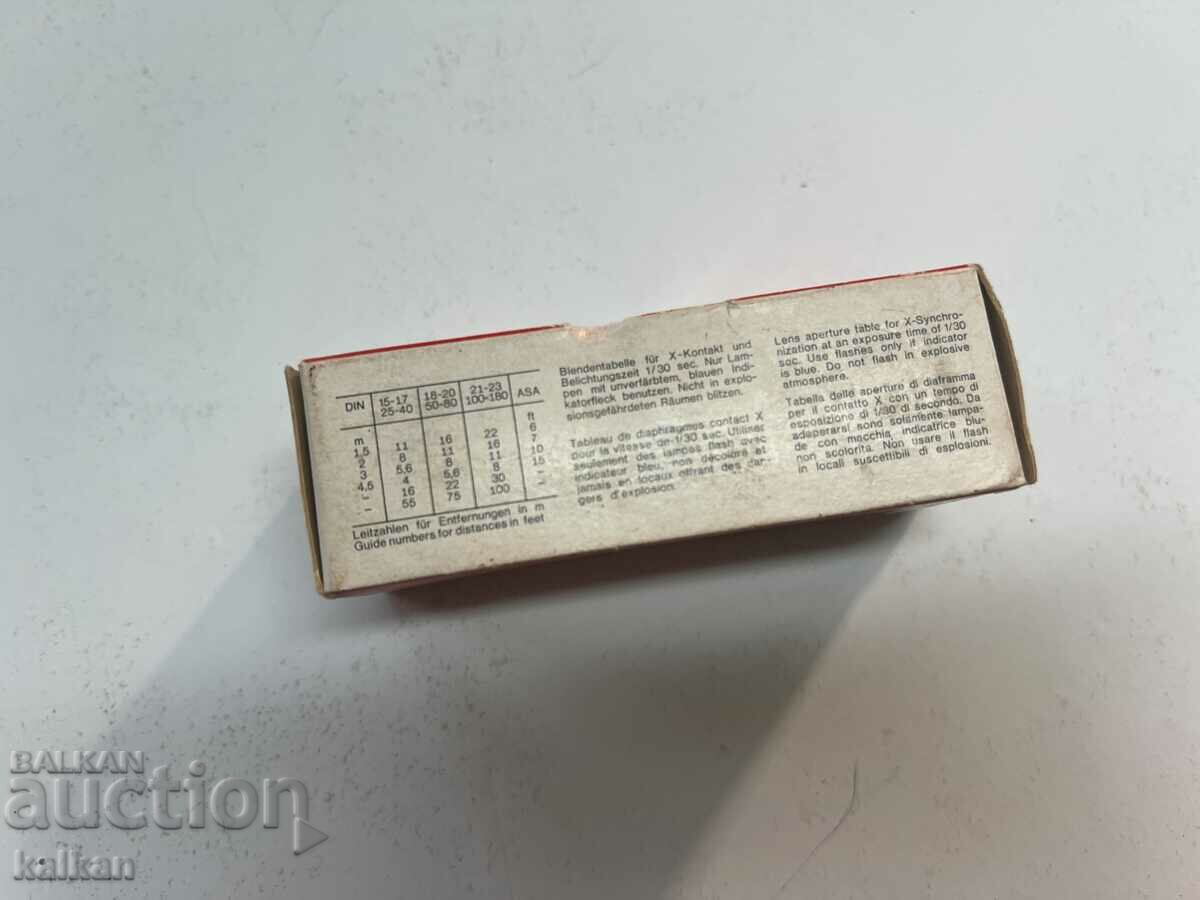 DIN 15-17 18-20 21-23 ASA
25-40 50-80 100-180
m ft
1,5 11 16 22 6
2 8 11 16 7
3 5,6 8 11 10
4,5 4 5,6 8 15
– 16 22 30 –
– 55 75 100 –
Leitzahlen für Entfernungen in m
Guide numbers for distances in feet
Blendentabelle für X-Kontakt und
Belichtungszeit 1/30 sec. Nur Lam-
pen mit unverfärbtem, blauen Indi-
katorfleck benutzen. Nicht in explo-
sionsgefährdeten Räumen blitzen.
Tableau de diaphragmes contact X
pour la vitesse de 1/30 sec. Utiliser
seulement des lampes flash avec
indicateur bleu, non décoloré et
jamais en locaux offrant des dan-
gers d'explosion.
Lens aperture table for X-Synchro-
nization at an exposure time of 1/30
sec. Use flashes only if indicator
is blue. Do not flash in explosive
atmosphere.
Tabella delle aperture di diaframma
per il contatto X con un tempo di
esposizione di 1/30 di secondo. Da
adeperarsi sono solamente lampa-
de con macchia indicatrice blu-
non scolorita. Non usare il flash
in locali suscettibili di esplosioni.
BALKAN
auction
kalkan